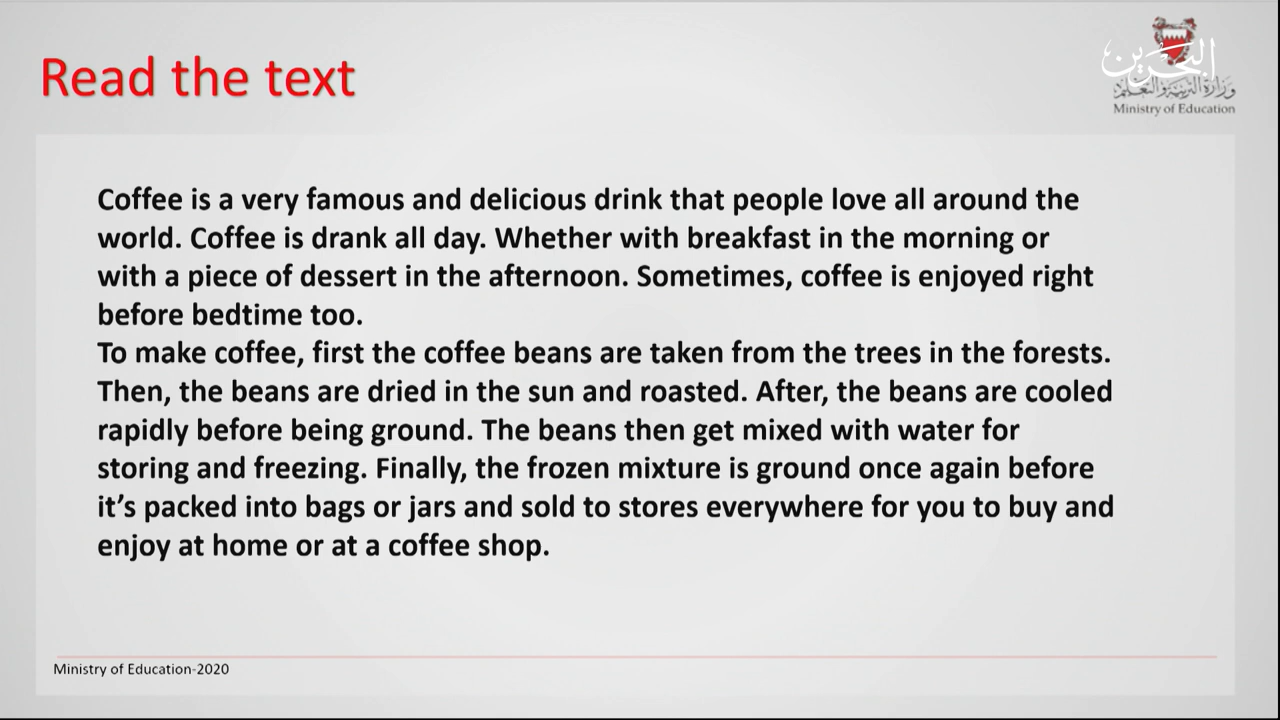 Read the text
البحرين
وزارة التربية والتعليم
Ministry of Education
Coffee is a very famous and delicious drink that people love all around the
world. Coffee is drank all day. Whether with breakfast in the morning or
with a piece of dessert in the afternoon. Sometimes, coffee is enjoyed right
before bedtime too.
To make coffee, first the coffee beans are taken from the trees in the forests.
Then, the beans are dried in the sun and roasted. After, the beans are cooled
rapidly before being ground. The beans then get mixed with water for
storing and freezing. Finally, the frozen mixture is ground once again before
it’s packed into bags or jars and sold to stores everywhere for you to buy and
enjoy at home or at a coffee shop.
Ministry of Education-2020